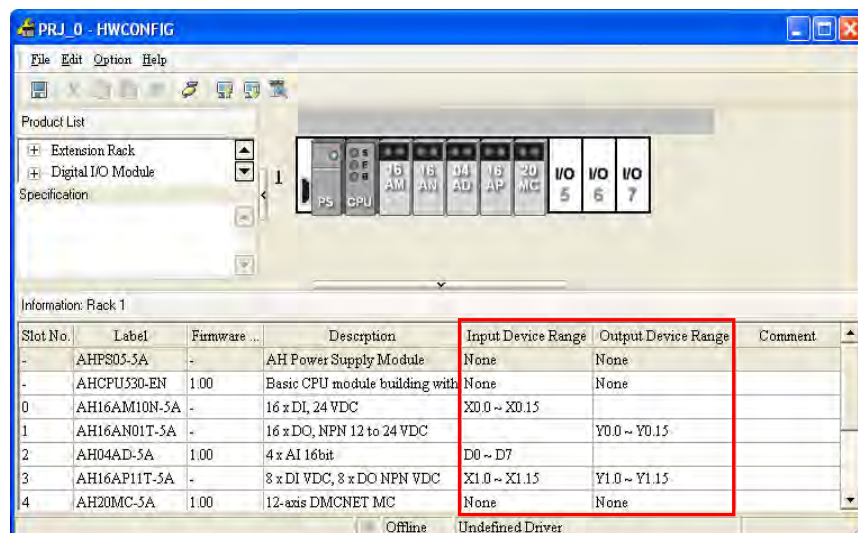 PRJ_0 - HWCONFIG
File Edit Option Help
Product List
Extension Rack
Digital I/O Module
Specification
1
PS CPU 16 AM 16 AN 04 AD 16 AP 20 MC I/O 5 I/O 6 I/O 7
Information: Rack 1
Slot No. Label Firmware ... Descrption Input Device Range Output Device Range Comment
- AHPS05-5A - AH Power Supply Module None None
- AHCPU530-EN 1.00 Basic CPU module building with None None
0 AH16AM10N-5A - 16 x DI, 24 VDC X0.0 ~ X0.15
1 AH16AN01T-5A - 16 x DO, NPN 12 to 24 VDC Y0.0 ~ Y0.15
2 AH04AD-5A 1.00 4 x AI 16bit D0 ~ D7
3 AH16AP11T-5A - 8 x DI VDC, 8 x DO NPN VDC X1.0 ~ X1.15 Y1.0 ~ Y1.15
4 AH20MC-5A 1.00 12-axis DMCNET MC None None
Offline Undefined Driver